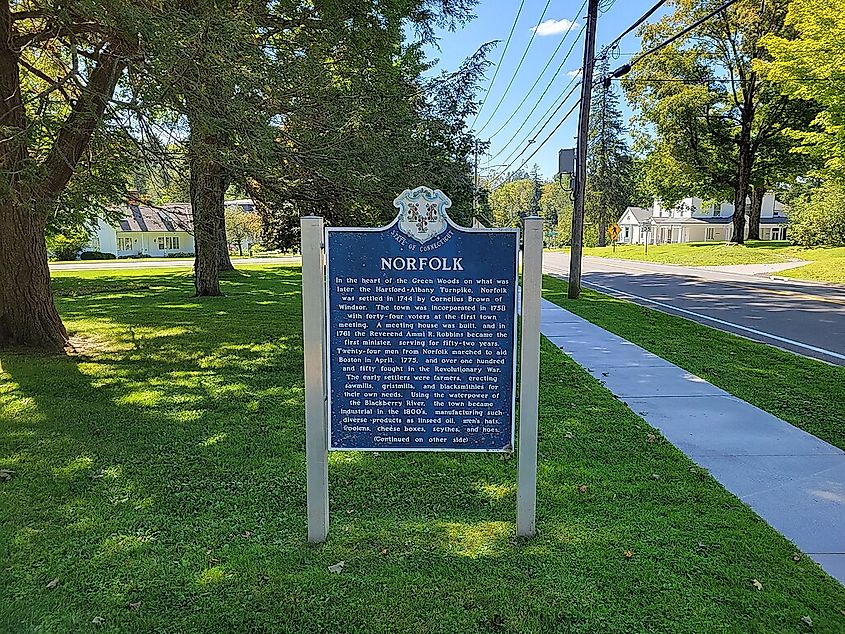 STATE OF CONNECTICUT
NORFOLK
In the heart of the Green Woods on what was
later the Hartford-Albany Turnpike, Norfolk
was settled in 1744 by Cornelius Brown of
Windsor. The town was incorporated in 1758
with forty-four voters at the first town
meeting. A meeting house was built, and in
1761 the Reverend Ammi R. Robbins became the
first minister, serving for fifty-two years.
Twenty-four men from Norfolk marched to aid
Boston in April, 1775, and over one hundred
and fifty fought in the Revolutionary War.
The early settlers were farmers, erecting
sawmills, gristmills, and blacksmithies for
their own needs. Using the waterpower of
the Blackberry River, the town became
industrial in the 1800's, manufacturing such
diverse products as linseed oil, men's hats,
woolens, cheese boxes, scythes, and hoes.
(Continued on other side)